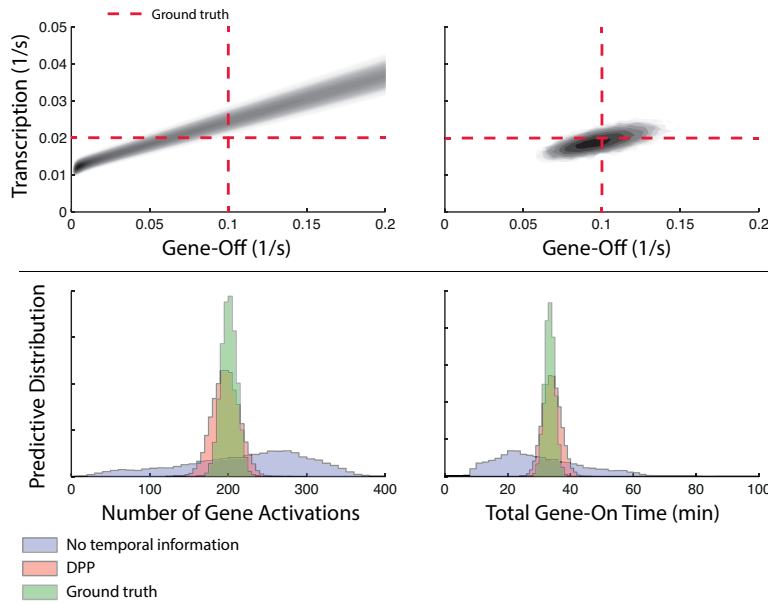 Ground truth
Transcription (1/s)
0.05
0.04
0.03
0.02
0.01
0
0 0.05 0.1 0.15 0.2
Gene-Off (1/s)
0 0.05 0.1 0.15 0.2
Gene-Off (1/s)
Predictive Distribution
0 100 200 300 400
Number of Gene Activations
0 20 40 60 80 100
Total Gene-On Time (min)
No temporal information
DPP
Ground truth